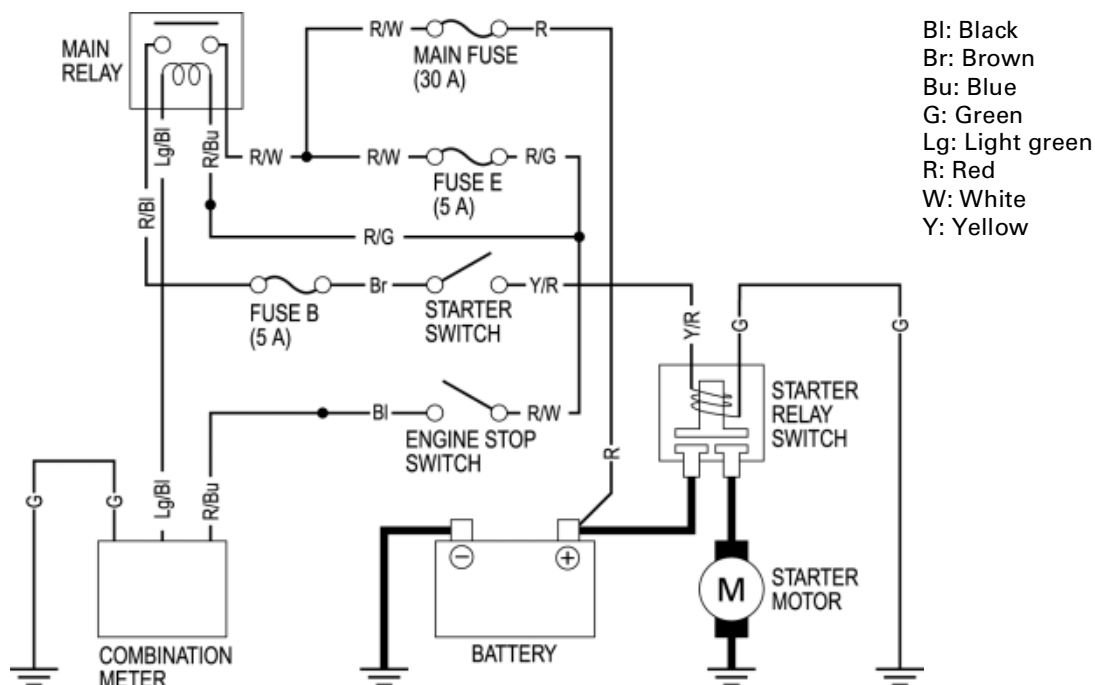 MAIN
RELAY
R/W
MAIN FUSE
(30 A)
R
Bl: Black
Br: Brown
Bu: Blue
G: Green
Lg: Light green
R: Red
W: White
Y: Yellow
Lg/Bl
R/Bu
R/W
R/W
FUSE E
(5 A)
R/G
R/Bl
R/G
FUSE B
(5 A)
Br
STARTER
SWITCH
Y/R
Y/R
G
G
STARTER
RELAY
SWITCH
Bl
ENGINE STOP
SWITCH
R/W
R
G
G
Lg/Bl
R/Bu
COMBINATION
METER
−
+
BATTERY
M
STARTER
MOTOR